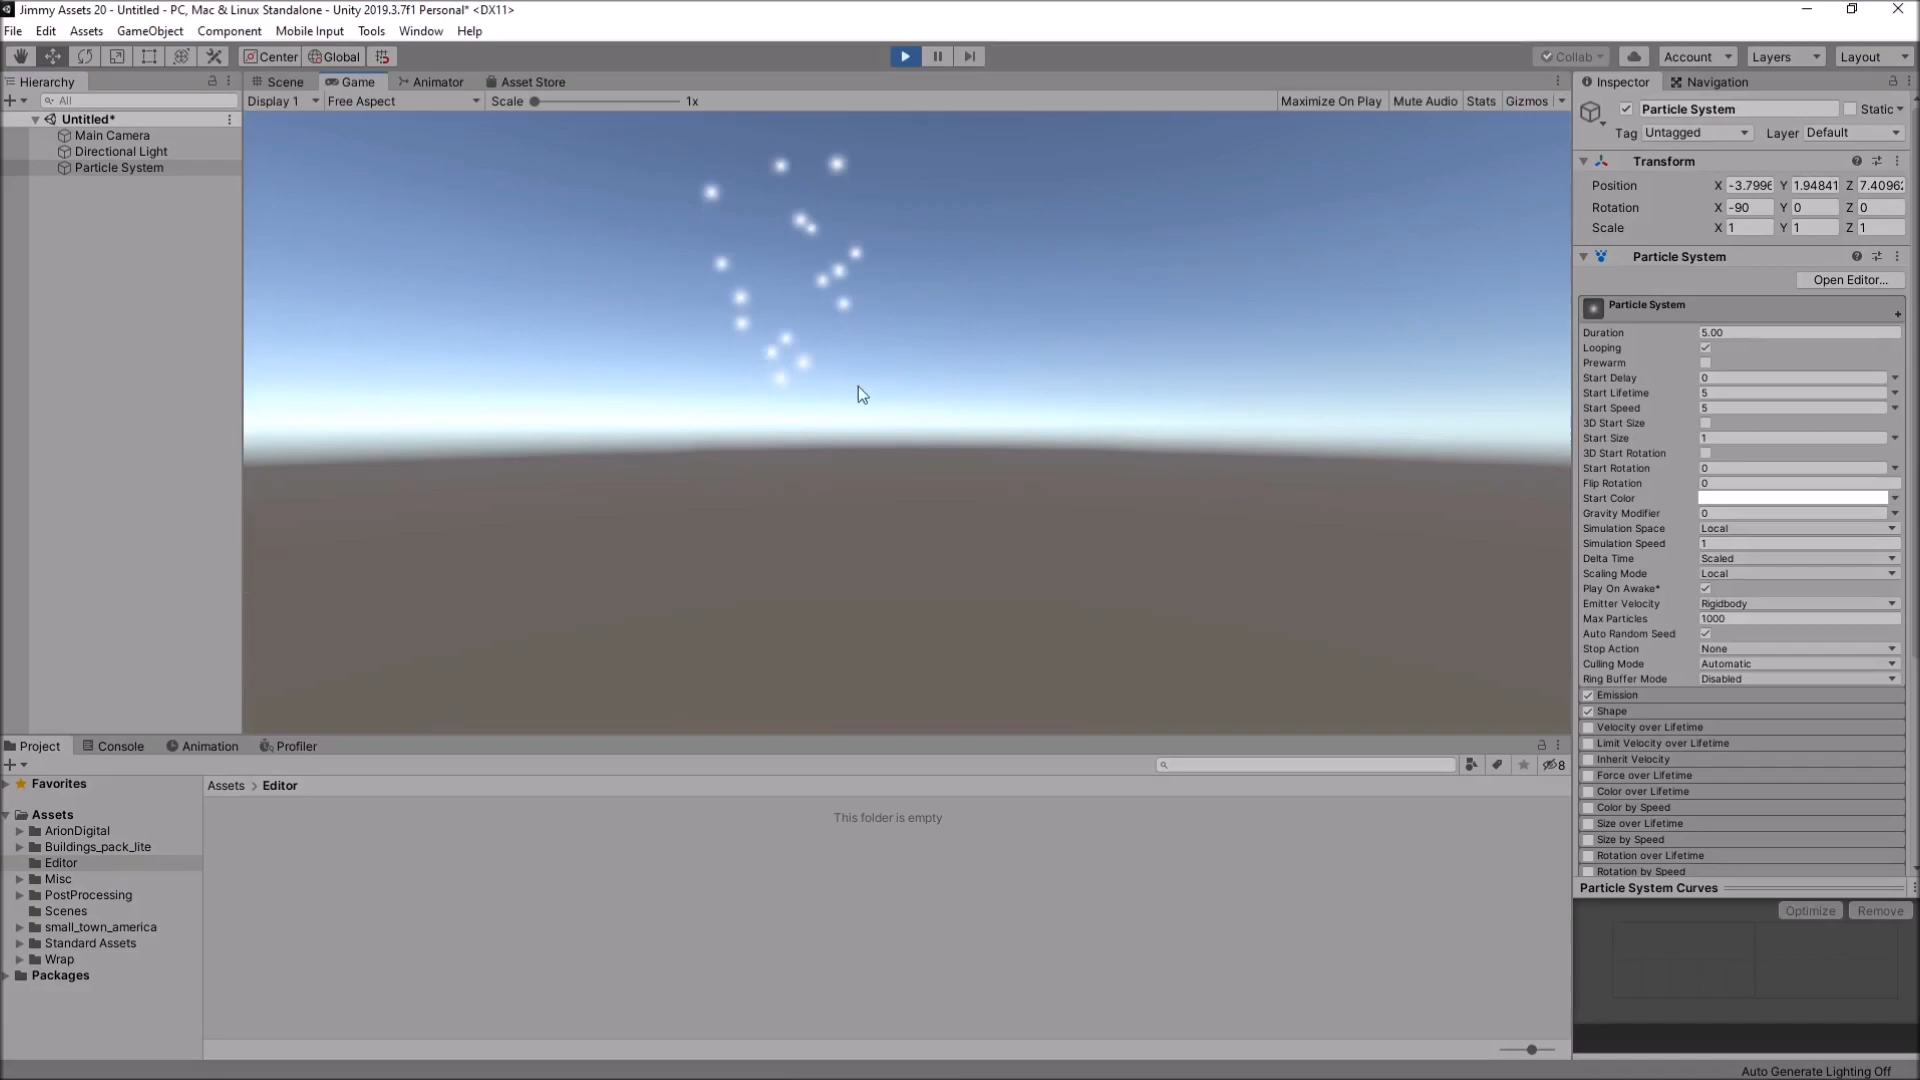 Jimmy Assets 20 - Untitled - PC, Mac & Linux Standalone - Unity 2019.3.7f1 Personal* <DX11>
File Edit Assets GameObject Component Mobile Input Tools Window Help
Center Global Collab Account Layers Layout
Hierarchy
All
Untitled*
Main Camera
Directional Light
Particle System
Scene Game Animator Asset Store
Display 1 Free Aspect Scale 1x Maximize On Play Mute Audio Stats Gizmos
Inspector Navigation
Particle System Static
Tag Untagged Layer Default
Transform
Position X -3.7996 Y 1.94841 Z 7.4096
Rotation X -90 Y 0 Z 0
Scale X 1 Y 1 Z 1
Particle System
Open Editor...
Particle System
Duration 5.00
Looping
Prewarm
Start Delay 0
Start Lifetime 5
Start Speed 5
3D Start Size
Start Size 1
3D Start Rotation
Start Rotation 0
Flip Rotation 0
Start Color
Gravity Modifier 0
Simulation Space Local
Simulation Speed 1
Delta Time Scaled
Scaling Mode Local
Play On Awake*
Emitter Velocity Rigidbody
Max Particles 1000
Auto Random Seed
Stop Action None
Culling Mode Automatic
Ring Buffer Mode Disabled
Emission
Shape
Velocity over Lifetime
Limit Velocity over Lifetime
Inherit Velocity
Force over Lifetime
Color over Lifetime
Color by Speed
Size over Lifetime
Size by Speed
Rotation over Lifetime
Rotation by Speed
Particle System Curves
Optimize Remove
Project Console Animation Profiler
8
Favorites
Assets
ArionDigital
Buildings_pack_lite
Editor
Misc
PostProcessing
Scenes
small_town_america
Standard Assets
Wrap
Packages
Assets > Editor
This folder is empty
Auto Generate Lighting Off